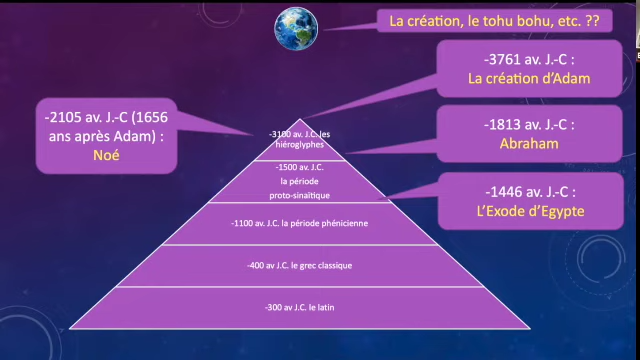 La création, le tohu bohu, etc. ??
-3761 av. J.-C :
La création d'Adam
-2105 av. J.-C (1656
ans après Adam) :
Noé
-1813 av. J.-C :
Abraham
-1446 av. J.-C :
L'Exode d'Egypte
-3100 av. J.C. les
hiéroglyphes
-1500 av. J.C.
la période
proto-sinaïtique
-1100 av. J.C. la période phénicienne
-400 av J.C. le grec classique
-300 av J.C. le latin